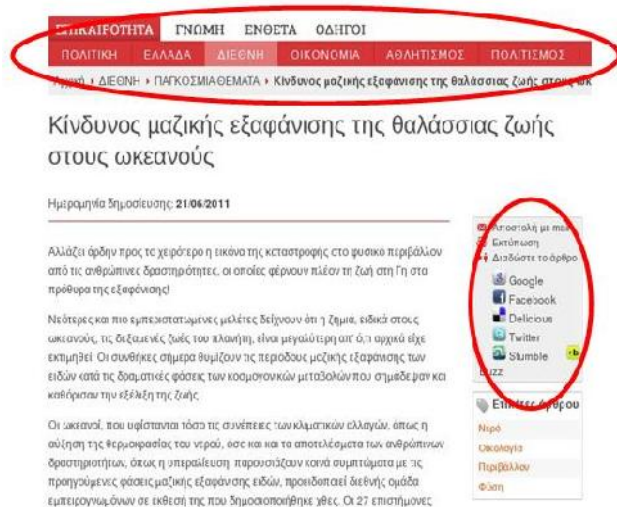 ΕΠΙΚΑΙΡΟΤΗΤΑ ΓΝΩΜΗ ΕΝΘΕΤΑ ΟΔΗΓΟΙ
ΠΟΛΙΤΙΚΗ ΕΛΛΑΔΑ ΔΙΕΘΝΗ ΟΙΚΟΝΟΜΙΑ ΑΘΛΗΤΙΣΜΟΣ ΠΟΛΙΤΙΣΜΟΣ
Αρχική ΔΙΕΘΝΗ ΠΑΓΚΟΣΜΙΑ ΘΕΜΑΤΑ Κίνδυνος μαζικής εξαφάνισης της θαλάσσιας ζωής στους ωκ
Κίνδυνος μαζικής εξαφάνισης της θαλάσσιας ζωής
στους ωκεανούς
Ημερομηνία δημοσίευσης: 21/06/2011
Αλλάζει άρδην προς το χειρότερο η εικόνα της καταστροφής στο φυσικό περιβάλλον
από τις ανθρώπινες δραστηριότητες, οι οποίες φέρνουν πλέον τη ζωή στη Γη στα
πρόθυρα της εξαφάνισης!
Νεότερες και πιο εμπεριστατωμένες μελέτες δείχνουν ότι η ζημιά, ειδικά στους
ωκεανούς, τις δεξαμενές ζωής του πλανήτη, είναι μεγαλύτερη απ' ό,τι αρχικά είχε
εκτιμηθεί. Οι συνθήκες σήμερα θυμίζουν τις περιόδους μαζικής εξαφάνισης των
ειδών κατά τις δραματικές φάσεις των κοσμογονικών μεταβολών που σημάδεψαν και
καθόρισαν την εξέλιξη της ζωής.
Οι ωκεανοί, που υφίστανται τόσο τις συνέπειες των κλιματικών αλλαγών, όπως η
αύξηση της θερμοκρασίας του νερού, όσο και και τα αποτελέσματα των ανθρώπινων
δραστηριοτήτων, όπως η υπεραλίευση, παρουσιάζουν κοινά συμπτώματα με τις
προηγούμενες φάσεις μαζικής εξαφάνισης ειδών, προειδοποιεί διεθνής ομάδα
εμπειρογνωμόνων σε έκθεσή της που δημοσιοποιήθηκε χθες. Οι 27 επιστήμονες
Αποστολή με mail
Εκτύπωση
Διαδώστε το άρθρο
Google
Facebook
Delicious
Twitter
Stumble
Buzz
Ετικέτες άρθρου
Νερό
Οικολογία
Περιβάλλον
Φύση